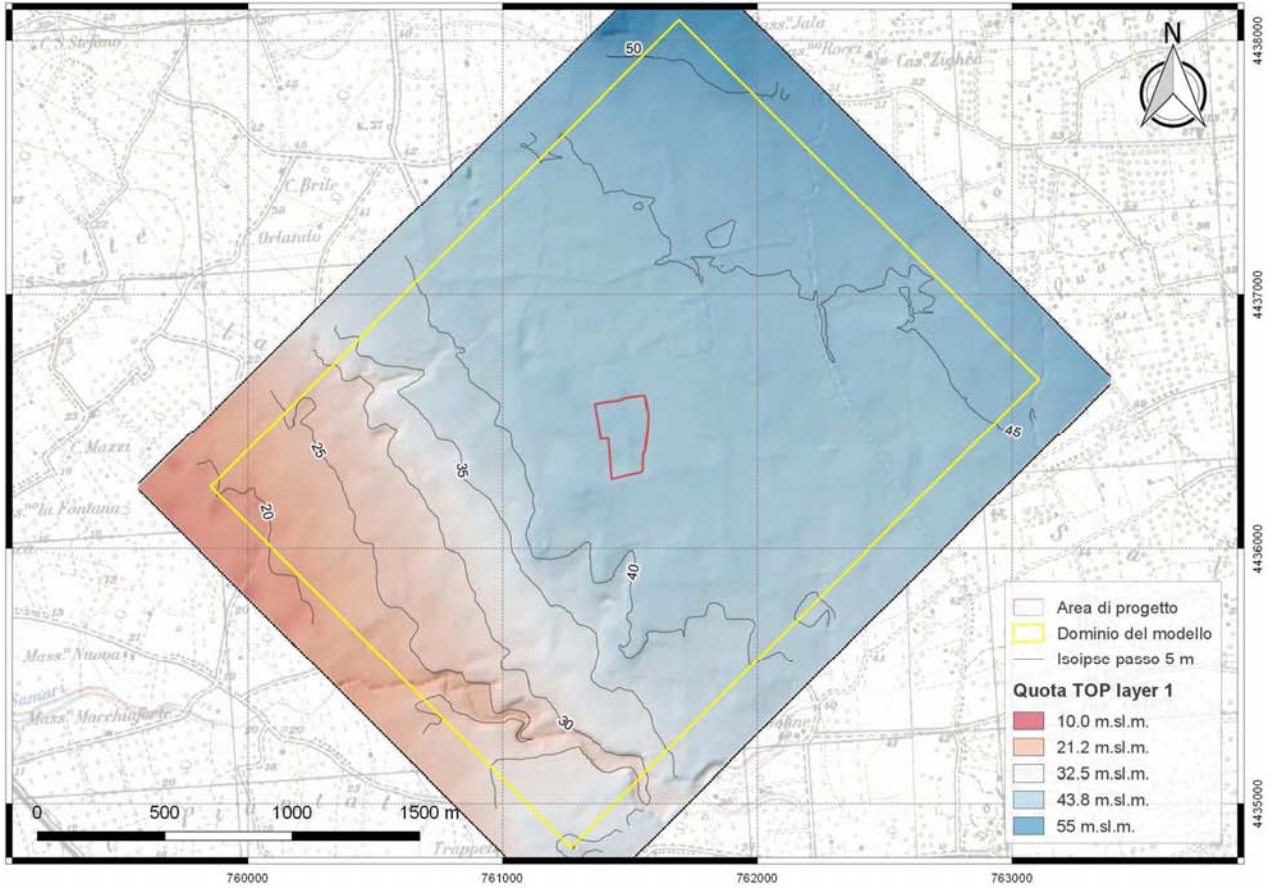 C. S. Stefano
50
N
4438000
C. Brile
Orlando
4437000
C. Mazzi
25
35
45
20
4436000
40
Mass.ª Nuova
Samari
Mass.ª Macchiaforte
30
Area di progetto
Dominio del modello
Isoipse passo 5 m
Quota TOP layer 1
10.0 m.sl.m.
21.2 m.sl.m.
32.5 m.sl.m.
43.8 m.sl.m.
55 m.sl.m.
4435000
0 500 1000 1500 m
760000 761000 762000 763000